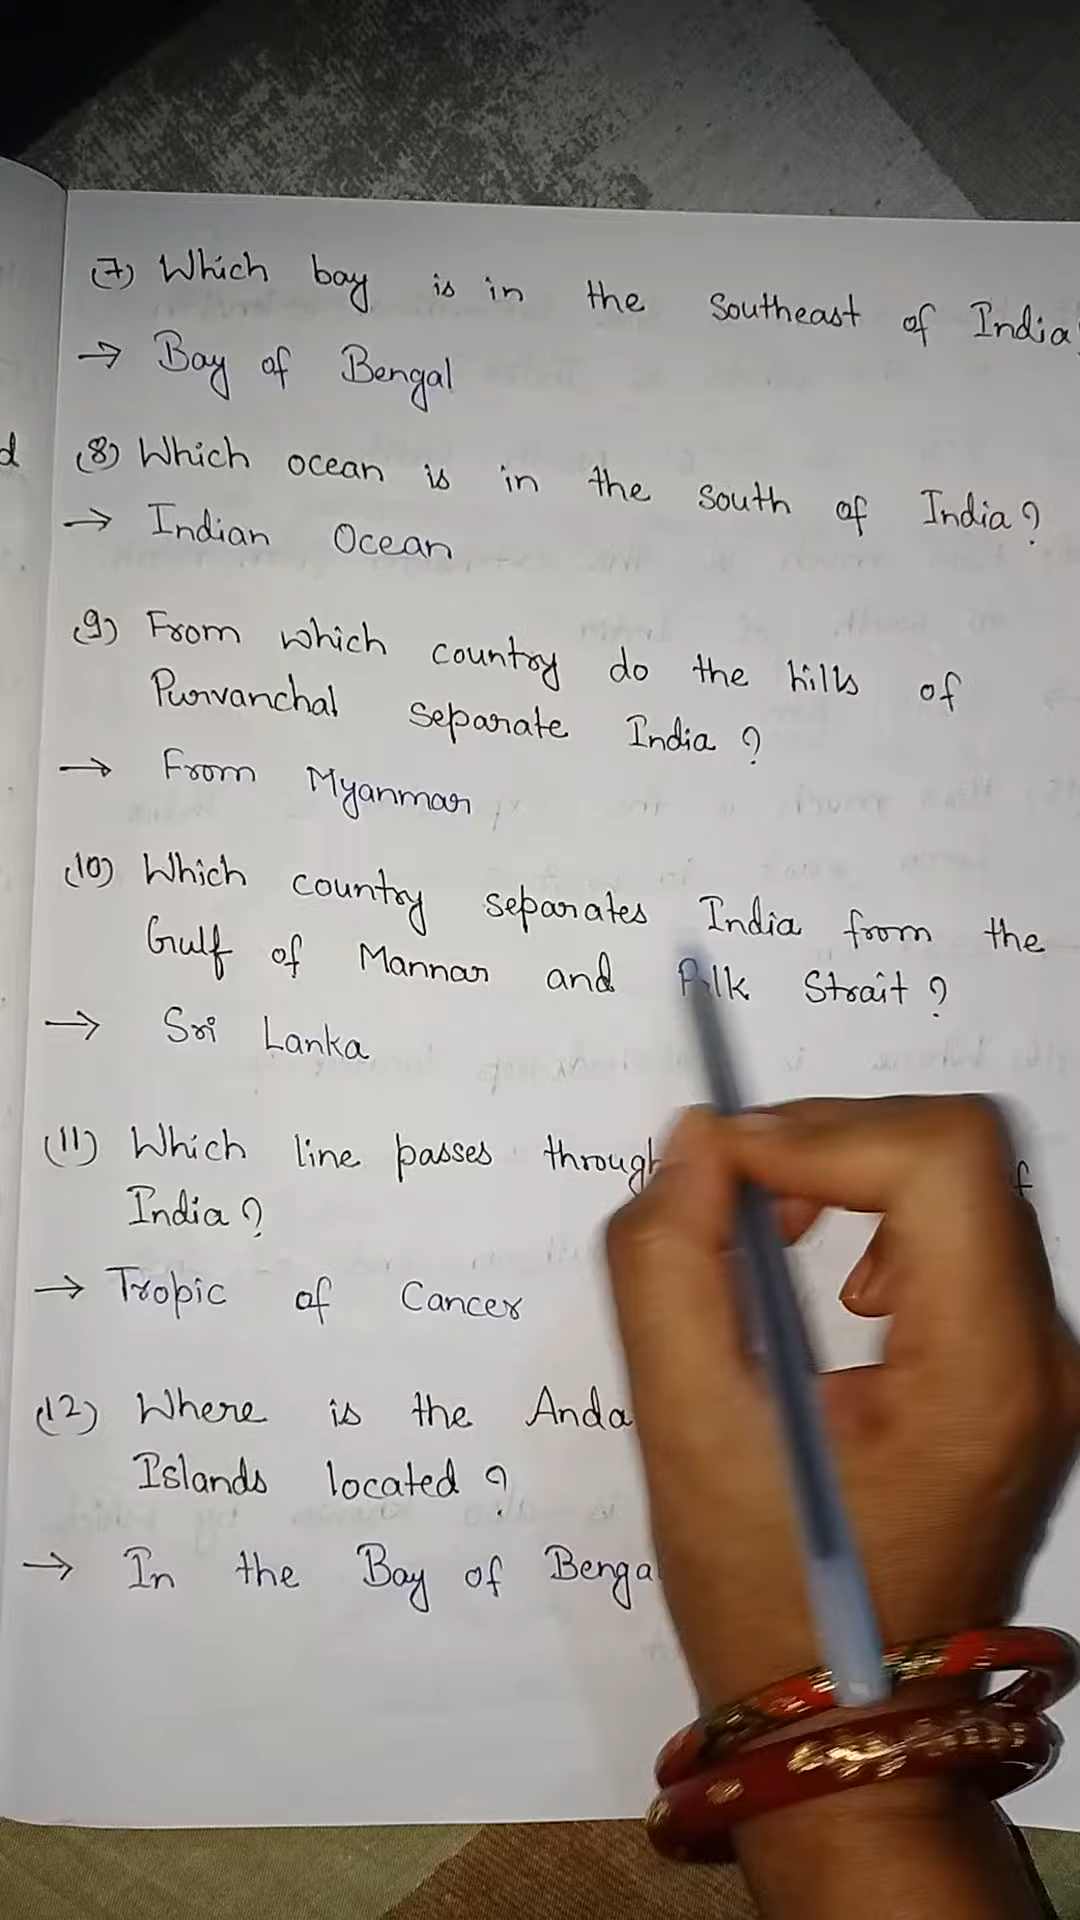 (7) Which bay is in the Southeast of India
→ Bay of Bengal
d
(8) Which ocean is in the south of India?
→ Indian Ocean
(9) From which country do the hills of
Purvanchal separate India?
→ From Myanmar
(10) Which country separates India from the
Gulf of Mannar and Strait?
→ Sri Lanka
(11) Which line passes through
India?
→ Tropic of Cancer
(12) Where is the Anda
Islands located?
→ In the Bay of Benga